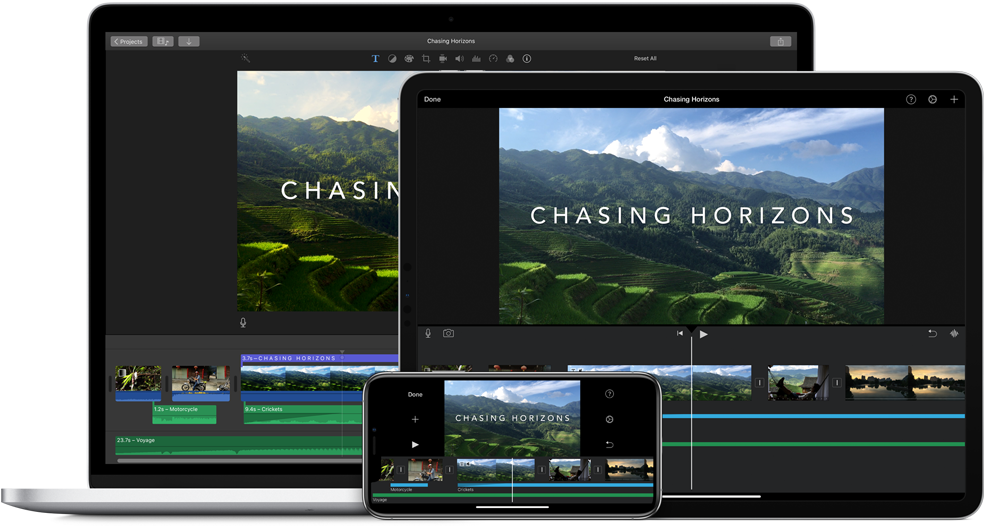 Projects
Chasing Horizons
Reset All
CHASIN
3.7s – CHASING HORIZONS
1.2s – Motorcycle
9.4s – Crickets
23.7s – Voyage
Done
Chasing Horizons
CHASING HORIZONS
Done
CHASING HORIZONS
Motorcycle
Crickets
Voyage